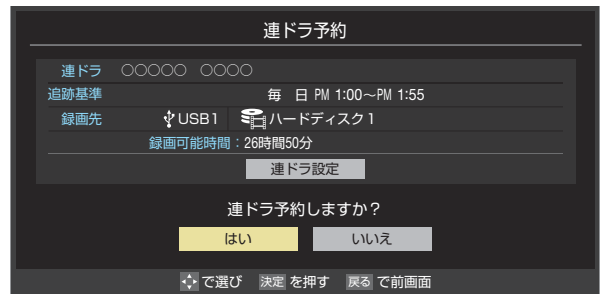 連ドラ予約
連ドラ ○○○○○ ○○○○
追跡基準 毎 日 PM 1:00～PM 1:55
録画先 USB1 ハードディスク1
録画可能時間：26時間50分
連ドラ設定
連ドラ予約しますか？
はい いいえ
で選び 決定 を押す 戻る で前画面